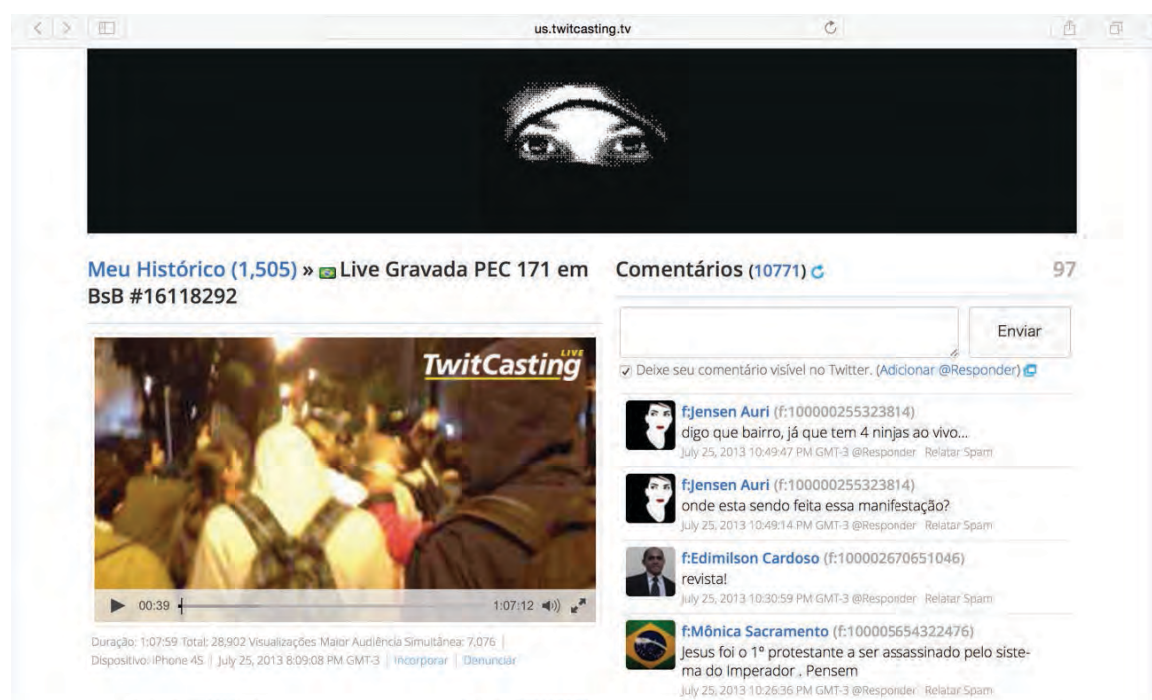 us.twitcasting.tv
Meu Histórico (1,505) » Live Gravada PEC 171 em
BsB #16118292
TwitCasting LIVE
00:39
1:07:12
Duração: 1:07:59 Total: 28,902 Visualizações Maior Audiência Simultânea: 7,076 |
Dispositivo: iPhone 4S | July 25, 2013 8:09:08 PM GMT-3 | Incorporar | Denunciar
Comentários (10771)
97
Enviar
Deixe seu comentário visível no Twitter. (Adicionar @Responder)
f:Jensen Auri (f:100000255323814)
digo que bairro, já que tem 4 ninjas ao vivo...
July 25, 2013 10:49:47 PM GMT-3 @Responder Relatar Spam
f:Jensen Auri (f:100000255323814)
onde esta sendo feita essa manifestação?
July 25, 2013 10:49:14 PM GMT-3 @Responder Relatar Spam
f:Edimilson Cardoso (f:100002670651046)
revista!
July 25, 2013 10:30:59 PM GMT-3 @Responder Relatar Spam
f:Mônica Sacramento (f:100005654322476)
Jesus foi o 1º protestante a ser assassinado pelo siste-
ma do Imperador . Pensem
July 25, 2013 10:26:36 PM GMT-3 @Responder Relatar Spam